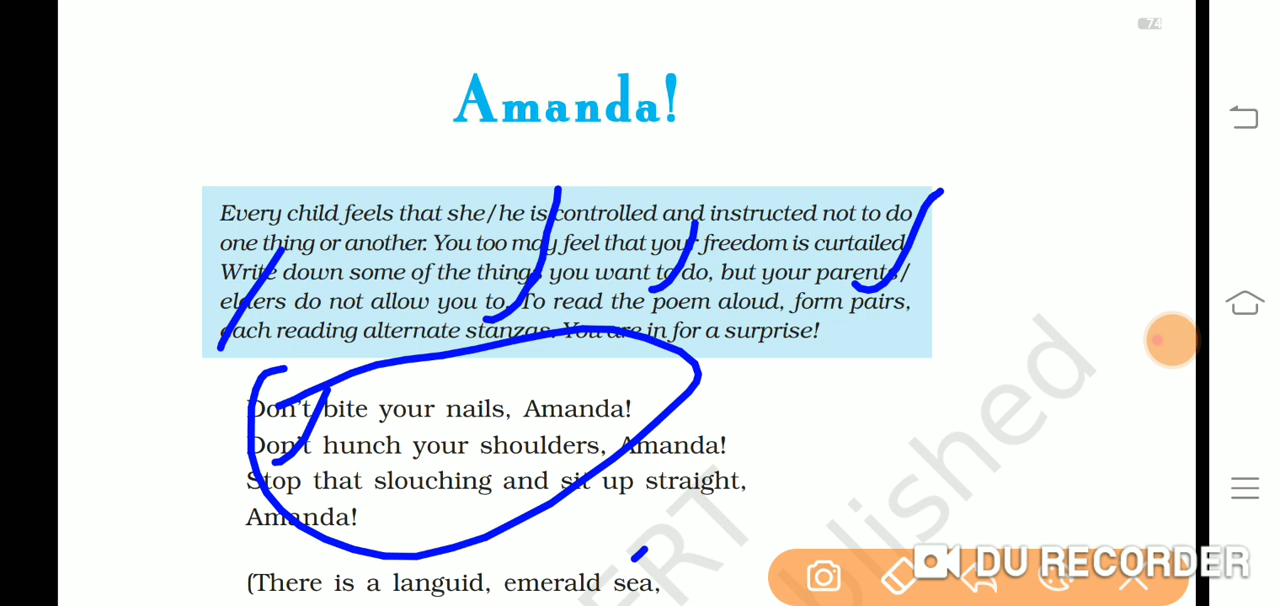 74
Amanda!
Every child feels that she/he is controlled and instructed not to do
one thing or another. You too may feel that your freedom is curtailed.
Write down some of the things you want to do, but your parents/
elders do not allow you to. To read the poem aloud, form pairs,
each reading alternate stanzas. You are in for a surprise!
Don't bite your nails, Amanda!
Don't hunch your shoulders, Amanda!
Stop that slouching and sit up straight,
Amanda!
(There is a languid, emerald sea,
DU RECORDER